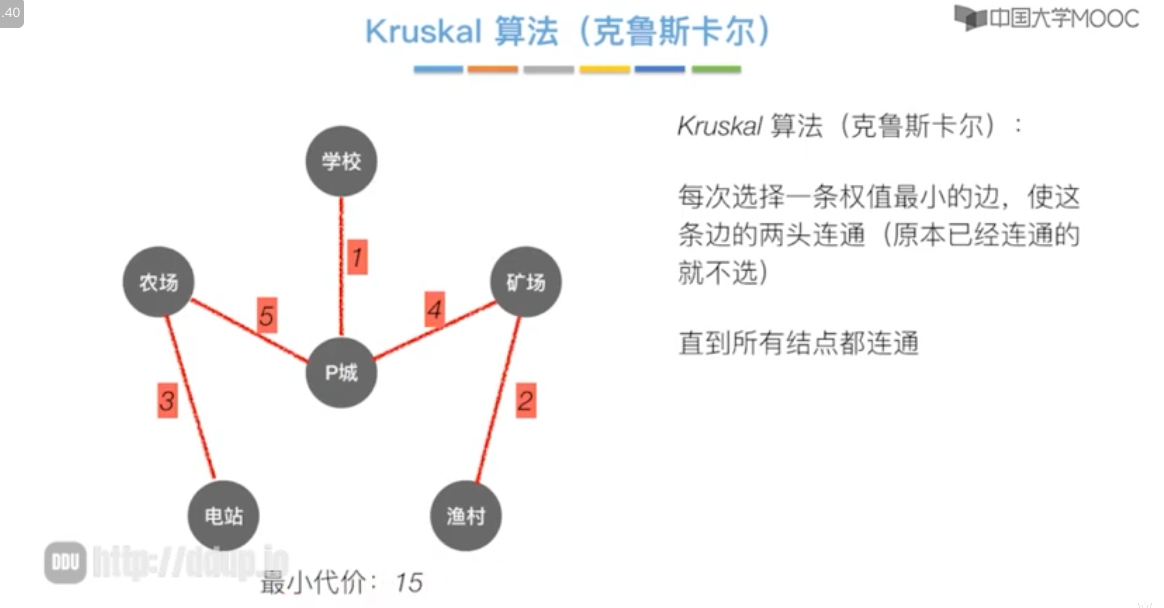 .40
Kruskal 算法（克鲁斯卡尔）
中国大学MOOC
Kruskal 算法（克鲁斯卡尔）：
每次选择一条权值最小的边，使这
条边的两头连通（原本已经连通的
就不选）
直到所有结点都连通
学校
1
农场
矿场
5
4
P城
3
2
电站
渔村
DDU http://ddup.io
最小代价：15